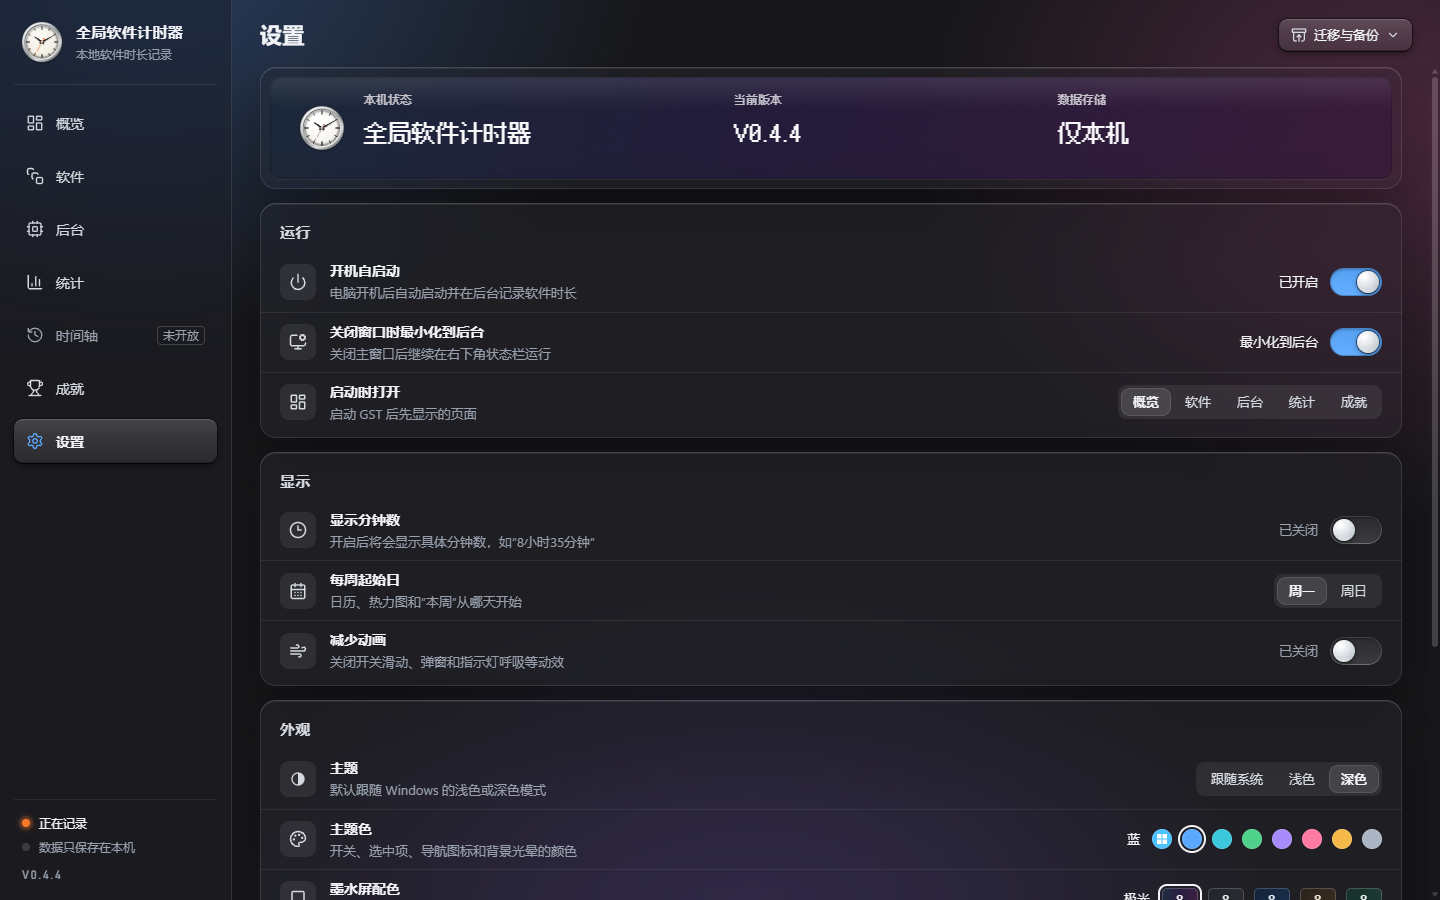 全局软件计时器
本地软件时长记录
概览
软件
后台
统计
时间轴 未开放
成就
设置
正在记录
数据只保存在本机
V0.4.4
设置
迁移与备份
本机状态
全局软件计时器
当前版本
V0.4.4
数据存储
仅本机
运行
开机自启动
电脑开机后自动启动并在后台记录软件时长
已开启
关闭窗口时最小化到后台
关闭主窗口后继续在右下角状态栏运行
最小化到后台
启动时打开
启动 GST 后先显示的页面
概览 软件 后台 统计 成就
显示
显示分钟数
开启后将会显示具体分钟数，如“8小时35分钟”
已关闭
每周起始日
日历、热力图和“本周”从哪天开始
周一 周日
减少动画
关闭开关滑动、弹窗和指示灯呼吸等动效
已关闭
外观
主题
默认跟随 Windows 的浅色或深色模式
跟随系统 浅色 深色
主题色
开关、选中项、导航图标和背景光晕的颜色
蓝
墨水屏配色
极光
8 8 8 8 8